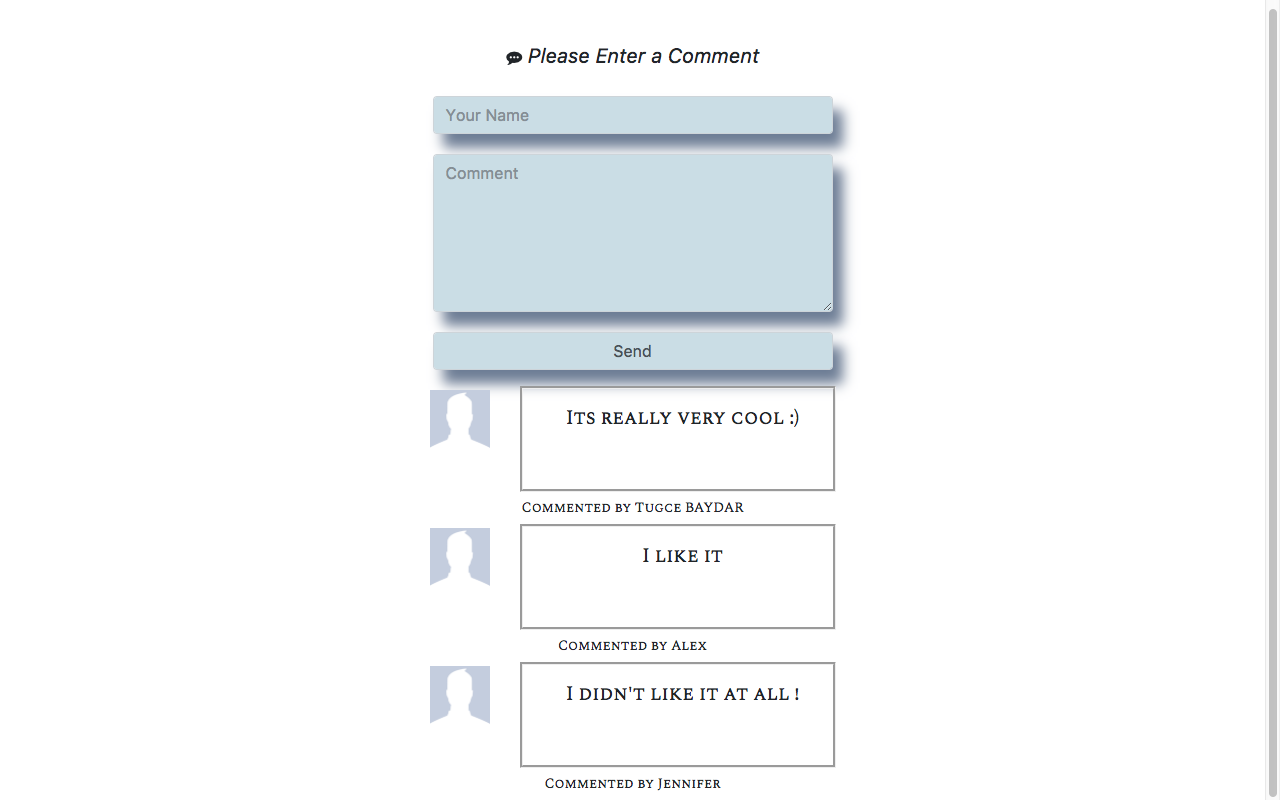 Please Enter a Comment
Your Name
Comment
Send
Its really very cool :)
Commented by Tugce BAYDAR
I like it
Commented by Alex
I didn't like it at all !
Commented by Jennifer